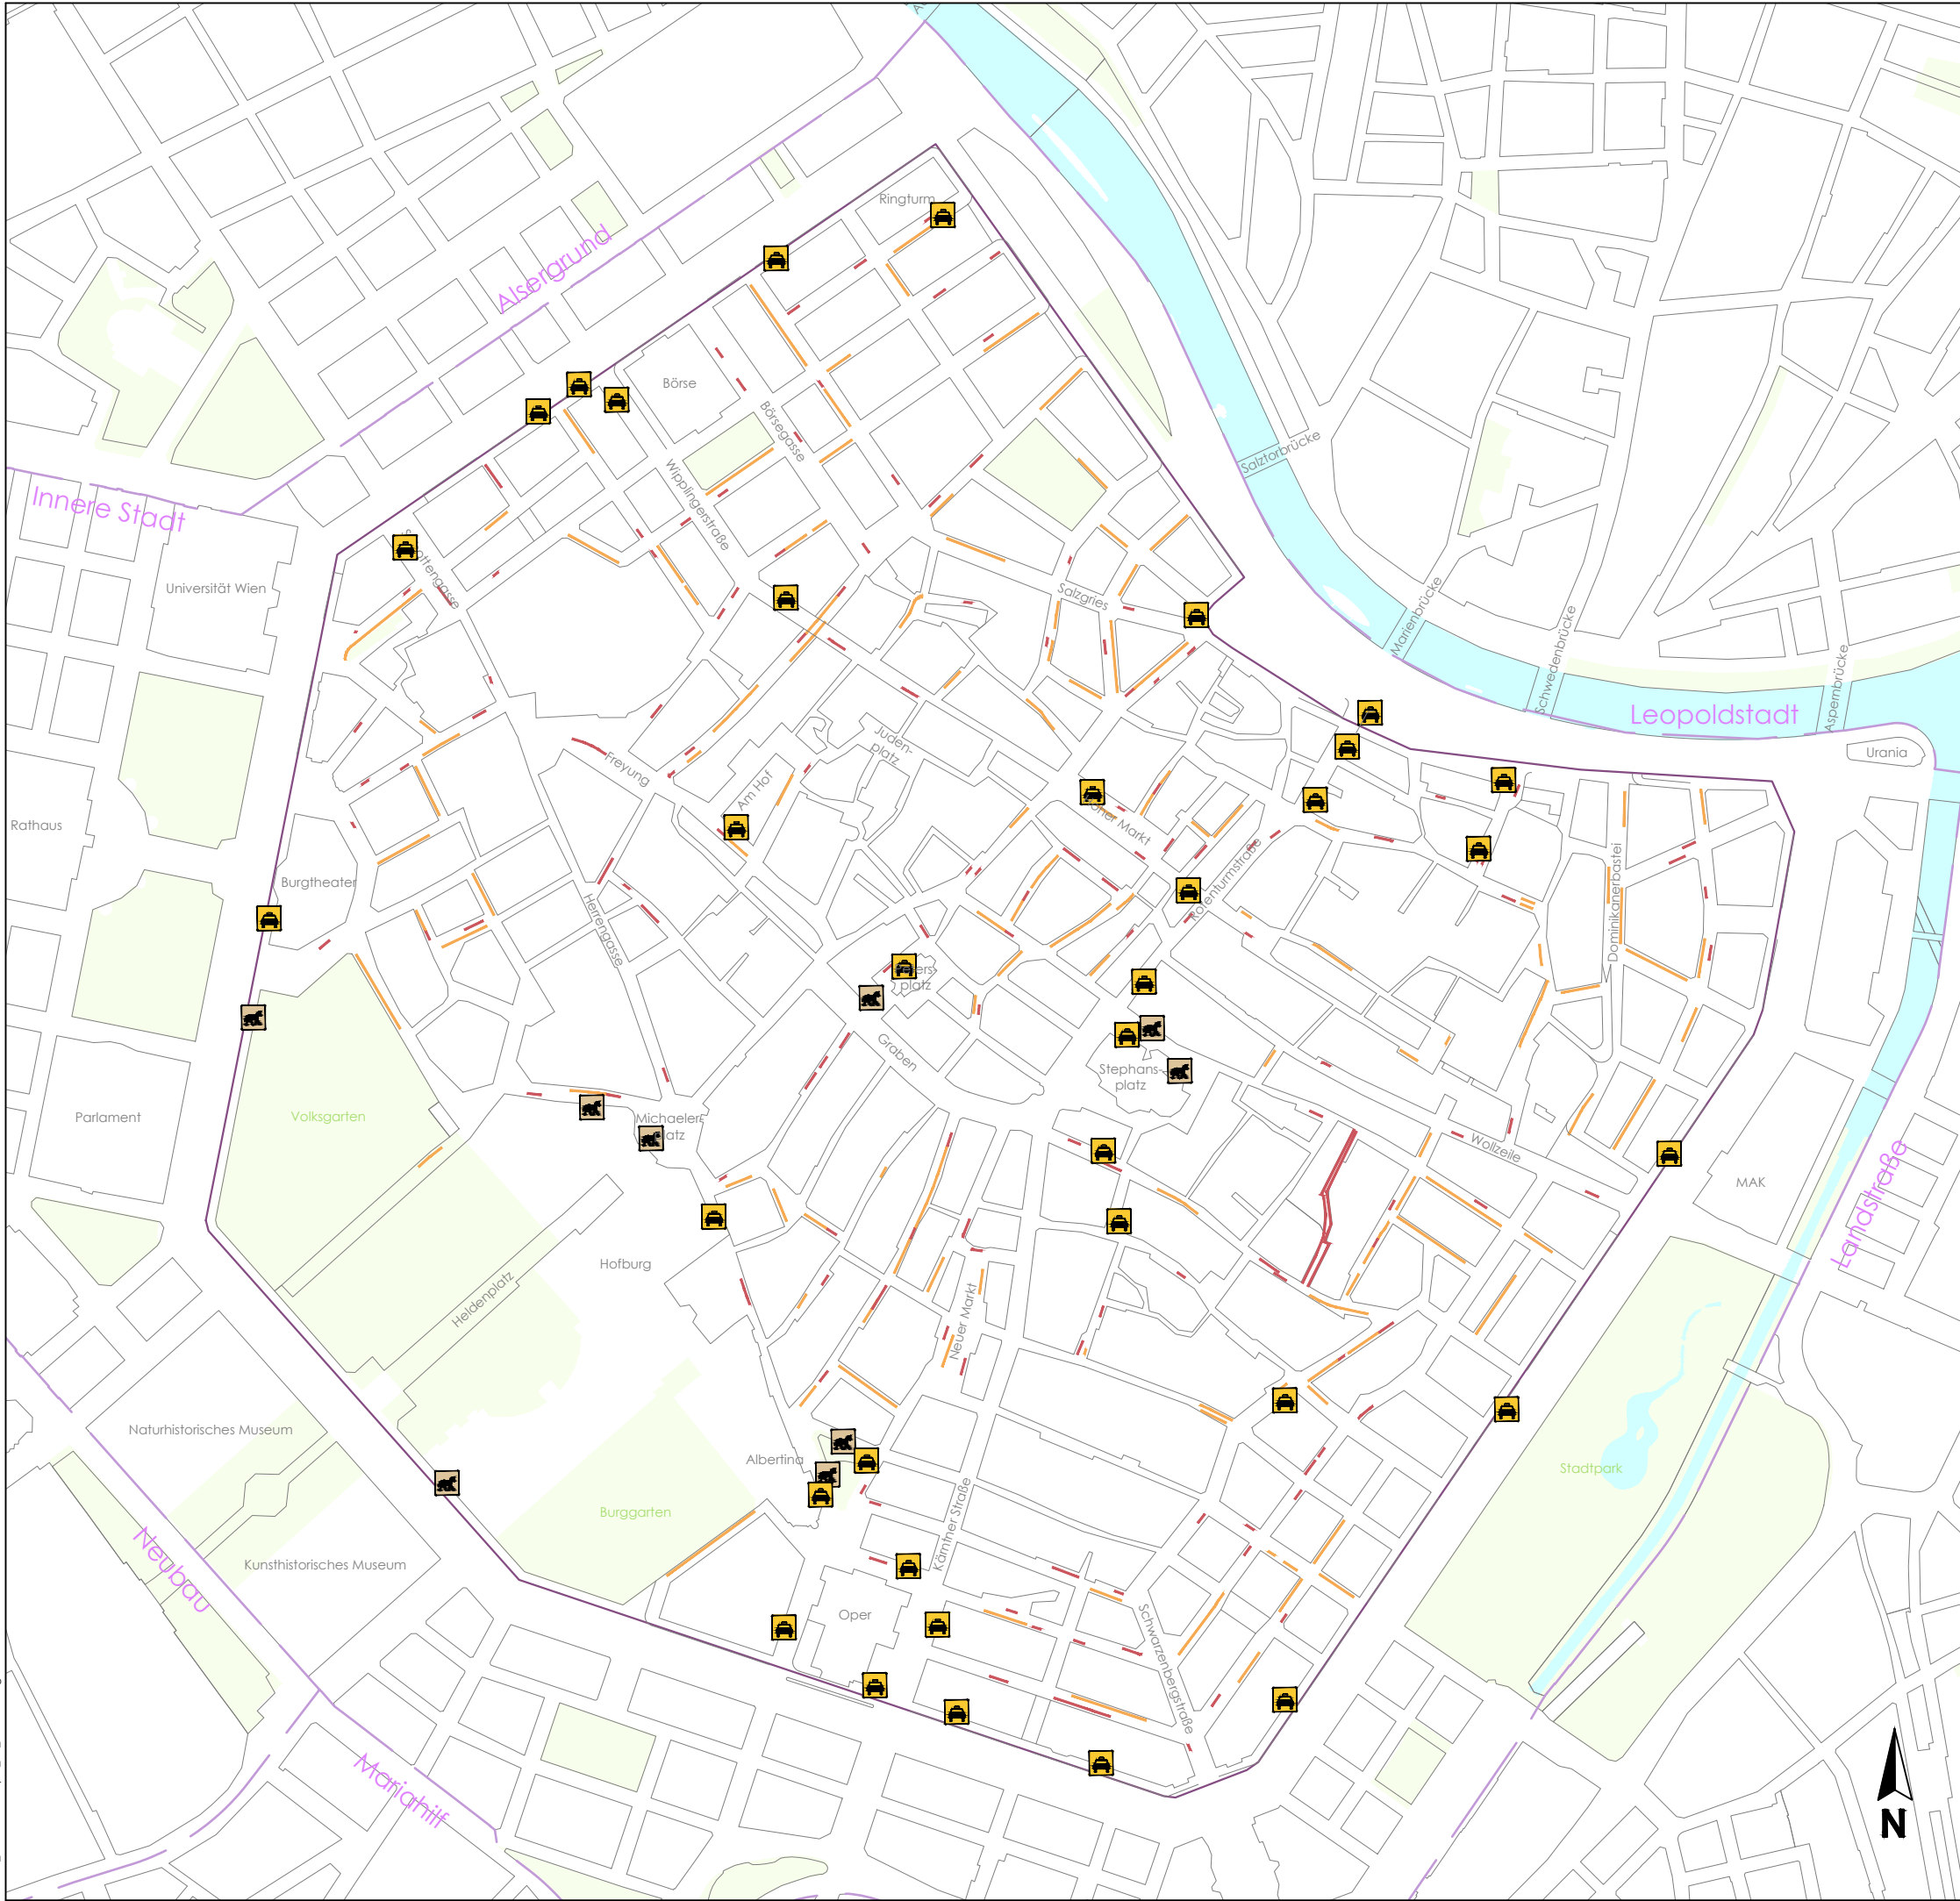 Ringturm
Alsergrund
Börse
Börsegasse
Salztorbrücke
Wipplingerstraße
Innere Stadt
Universität Wien
Salzgries
Marienbrücke
Schwedenbrücke
Aspernbrücke
Leopoldstadt
Urania
Juden-
platz
Freyung
Am Hof
Rathaus
Burgtheater
Herrengasse
Rotenturmstraße
Dominikanerbastei
platz
Graben
Stephans-
platz
Parlament
Volksgarten
Michaeler-
Wollzeile
MAK
Landstraße
Hofburg
Heldenplatz
Neuer Markt
Naturhistorisches Museum
Albertina
Stadtpark
Burggarten
Kärntner Straße
Neubau
Kunsthistorisches Museum
Oper
Schwarzenbergstraße
Mariahilf
N